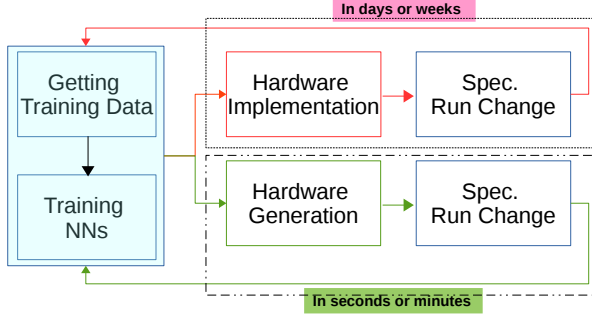 In days or weeks
Getting
Training Data
Hardware
Implementation
Spec.
Run Change
Training
NNs
Hardware
Generation
Spec.
Run Change
In seconds or minutes